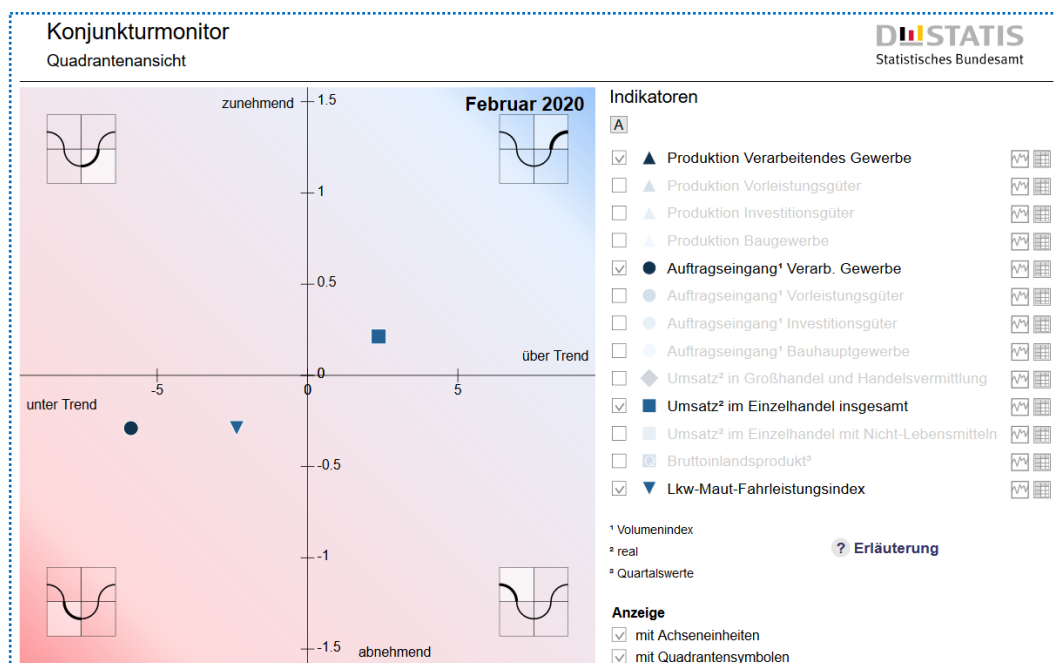 Konjunkturmonitor
Quadrantenansicht
DSTATIS
Statistisches Bundesamt
zunehmend
1.5
Februar 2020
1
0.5
über Trend
0
-5
0
5
unter Trend
-0.5
-1
-1.5
abnehmend
Indikatoren
A
Produktion Verarbeitendes Gewerbe
Produktion Vorleistungsgüter
Produktion Investitionsgüter
Produktion Baugewerbe
Auftragseingang¹ Verarb. Gewerbe
Auftragseingang¹ Vorleistungsgüter
Auftragseingang¹ Investitionsgüter
Auftragseingang¹ Bauhauptgewerbe
Umsatz² in Großhandel und Handelsvermittlung
Umsatz² im Einzelhandel insgesamt
Umsatz² im Einzelhandel mit Nicht-Lebensmitteln
Bruttoinlandsprodukt³
Lkw-Maut-Fahrleistungsindex
¹ Volumenindex
² real
³ Quartalswerte
? Erläuterung
Anzeige
mit Achseneinheiten
mit Quadrantensymbolen